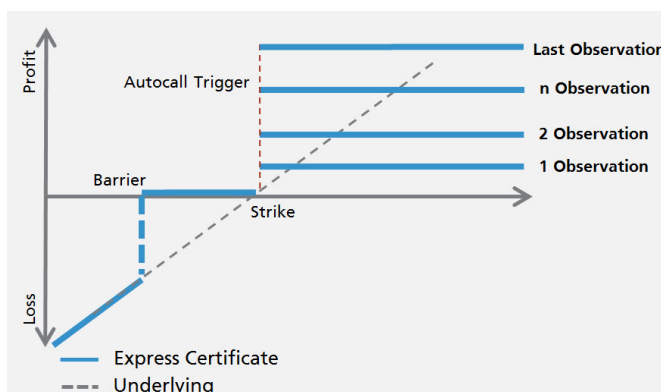 Profit
Last Observation
Autocall Trigger
n Observation
2 Observation
1 Observation
Barrier
Strike
Loss
Express Certificate
Underlying